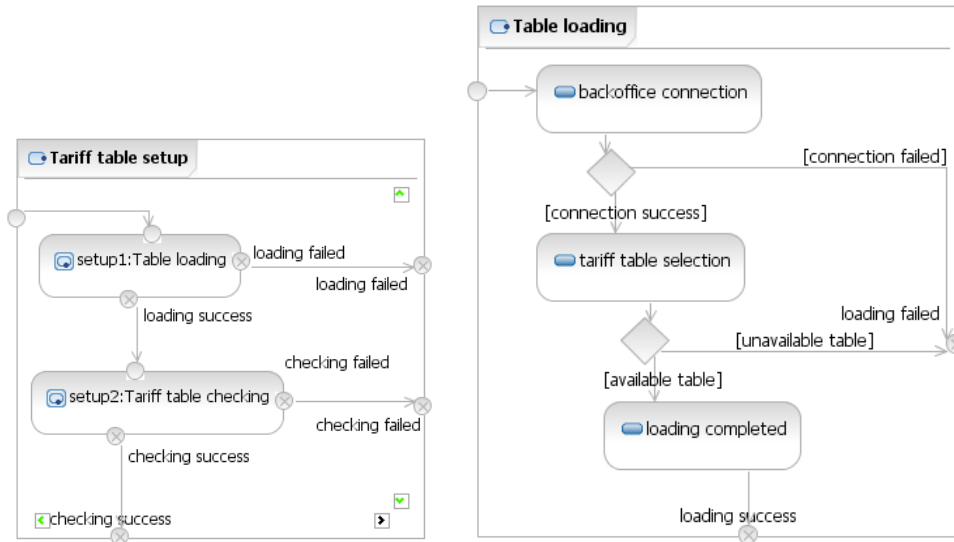 Tariff table setup
setup1:Table loading
loading failed
loading failed
loading success
checking failed
setup2:Tariff table checking
checking failed
checking success
checking success
Table loading
backoffice connection
[connection failed]
[connection success]
tariff table selection
loading failed
[unavailable table]
[available table]
loading completed
loading success